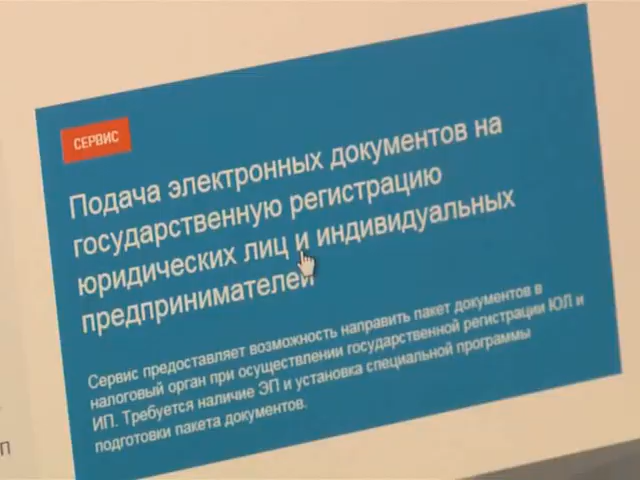 СЕРВИС
Подача электронных документов на
государственную регистрацию
юридических лиц и индивидуальных
предпринимателей
Сервис предоставляет возможность направить пакет документов в
налоговый орган при осуществлении государственной регистрации ЮЛ и
ИП. Требуется наличие ЭП и установка специальной программы
подготовки пакета документов.